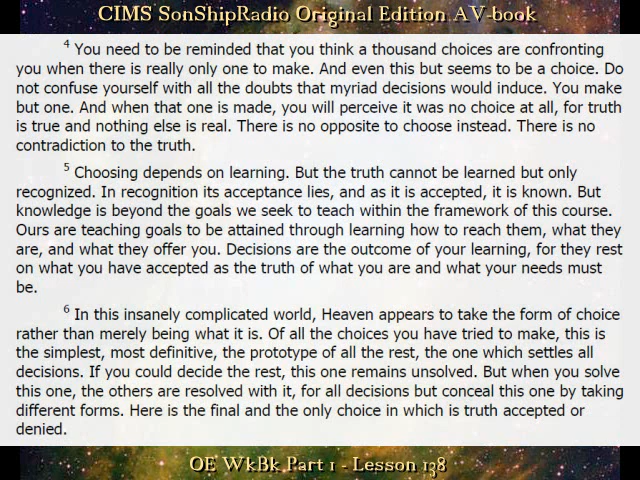 CIMS SonShipRadio Original Edition AV-book
4 You need to be reminded that you think a thousand choices are confronting
you when there is really only one to make. And even this but seems to be a choice. Do
not confuse yourself with all the doubts that myriad decisions would induce. You make
but one. And when that one is made, you will perceive it was no choice at all, for truth
is true and nothing else is real. There is no opposite to choose instead. There is no
contradiction to the truth.
5 Choosing depends on learning. But the truth cannot be learned but only
recognized. In recognition its acceptance lies, and as it is accepted, it is known. But
knowledge is beyond the goals we seek to teach within the framework of this course.
Ours are teaching goals to be attained through learning how to reach them, what they
are, and what they offer you. Decisions are the outcome of your learning, for they rest
on what you have accepted as the truth of what you are and what your needs must
be.
6 In this insanely complicated world, Heaven appears to take the form of choice
rather than merely being what it is. Of all the choices you have tried to make, this is
the simplest, most definitive, the prototype of all the rest, the one which settles all
decisions. If you could decide the rest, this one remains unsolved. But when you solve
this one, the others are resolved with it, for all decisions but conceal this one by taking
different forms. Here is the final and the only choice in which is truth accepted or
denied.
OE WkBk Part 1 - Lesson 138